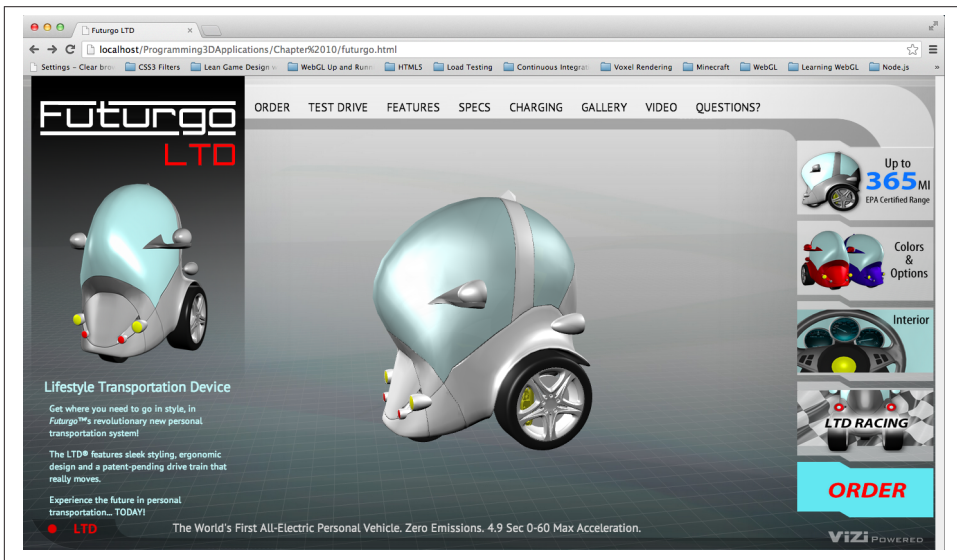 Futurgo LTD
localhost/Programming3DApplications/Chapter%2010/futurgo.html
Settings - Clear brow
CSS3 Filters
Lean Game Design w
WebGL Up and Runn
HTML5
Load Testing
Continuous Integrati
Voxel Rendering
Minecraft
WebGL
Learning WebGL
Node.js
»
Futurgo
LTD
ORDER TEST DRIVE FEATURES SPECS CHARGING GALLERY VIDEO QUESTIONS?
Up to
365 MI
EPA Certified Range
Colors
&
Options
Interior
LTD RACING
ORDER
Lifestyle Transportation Device
Get where you need to go in style, in
Futurgo™'s revolutionary new personal
transportation system!
The LTD® features sleek styling, ergonomic
design and a patent-pending drive train that
really moves.
Experience the future in personal
transportation... TODAY!
LTD
The World's First All-Electric Personal Vehicle. Zero Emissions. 4.9 Sec 0-60 Max Acceleration.
ViZi POWERED